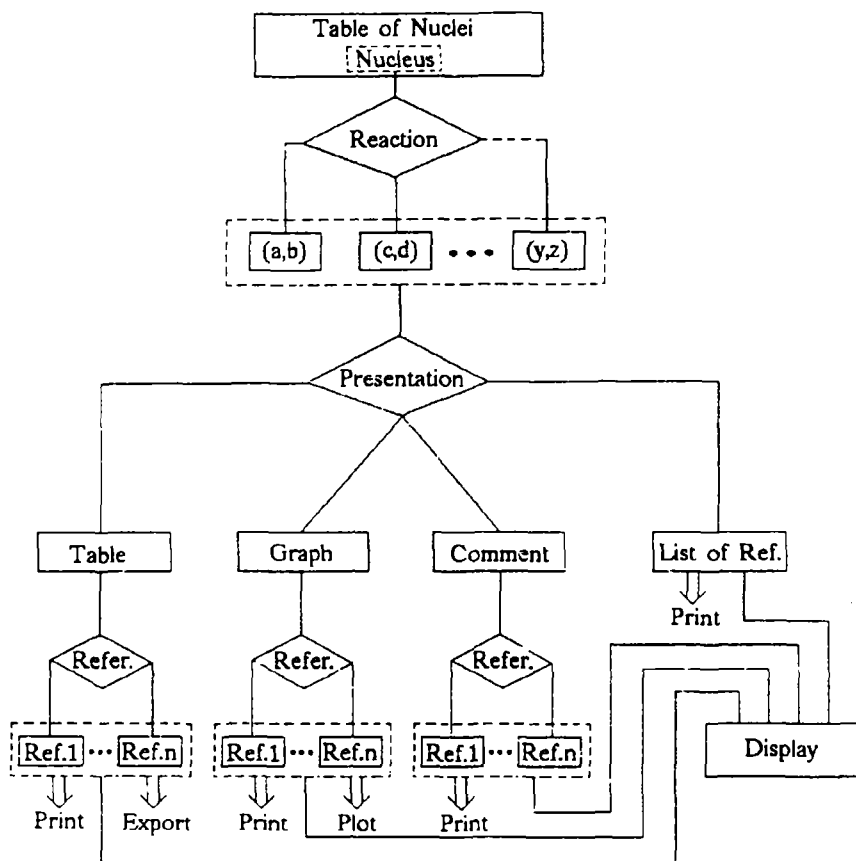 Table of Nuclei
Nucleus
Reaction
(a,b) (c,d) • • • (y,z)
Presentation
Table Graph Comment List of Ref.
Print
Refer. Refer. Refer.
Ref.1 ••• Ref.n Ref.1 ••• Ref.n Ref.1 ••• Ref.n Display
Print Export Print Plot Print